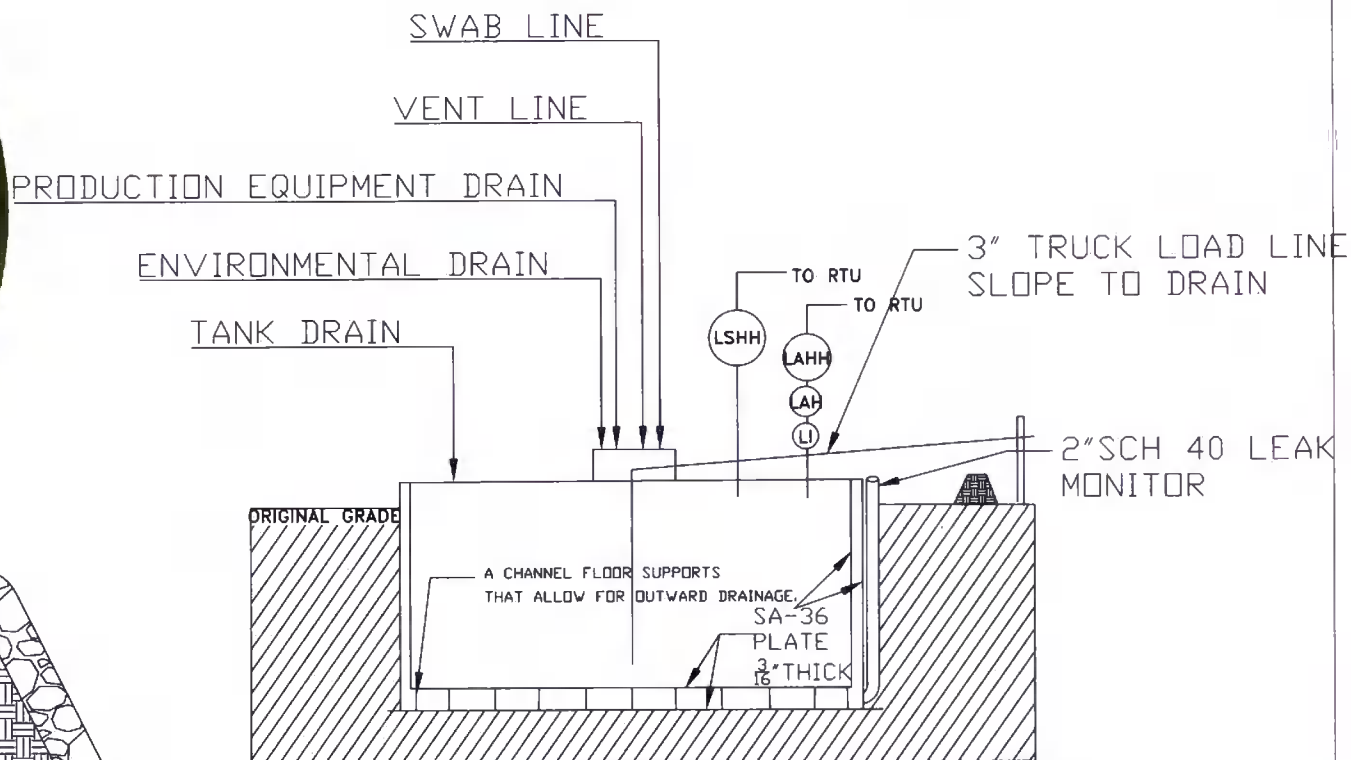 SWAB LINE
VENT LINE
PRODUCTION EQUIPMENT DRAIN
ENVIRONMENTAL DRAIN
TANK DRAIN
3" TRUCK LOAD LINE
SLOPE TO DRAIN
TO RTU
TO RTU
LSHH
LAHH
LAH
LI
2"SCH 40 LEAK
MONITOR
ORIGINAL GRADE
A CHANNEL FLOOR SUPPORTS
THAT ALLOW FOR OUTWARD DRAINAGE.
SA-36
PLATE
3/16"THICK